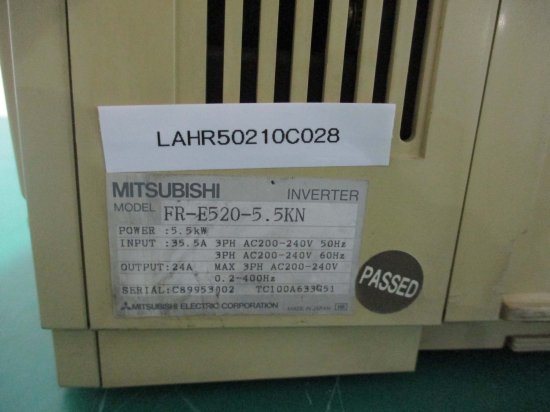 LAHR50210C028
MITSUBISHI INVERTER
MODEL FR-E520-5.5KN
POWER :5.5kW
INPUT :35.5A 3PH AC200-240V 50Hz
3PH AC200-240V 60Hz
OUTPUT:24A MAX 3PH AC200-240V
0.2-400Hz
SERIAL:C89953002 TC100A633G51
MITSUBISHI ELECTRIC CORPORATION MADE IN JAPAN
PASSED